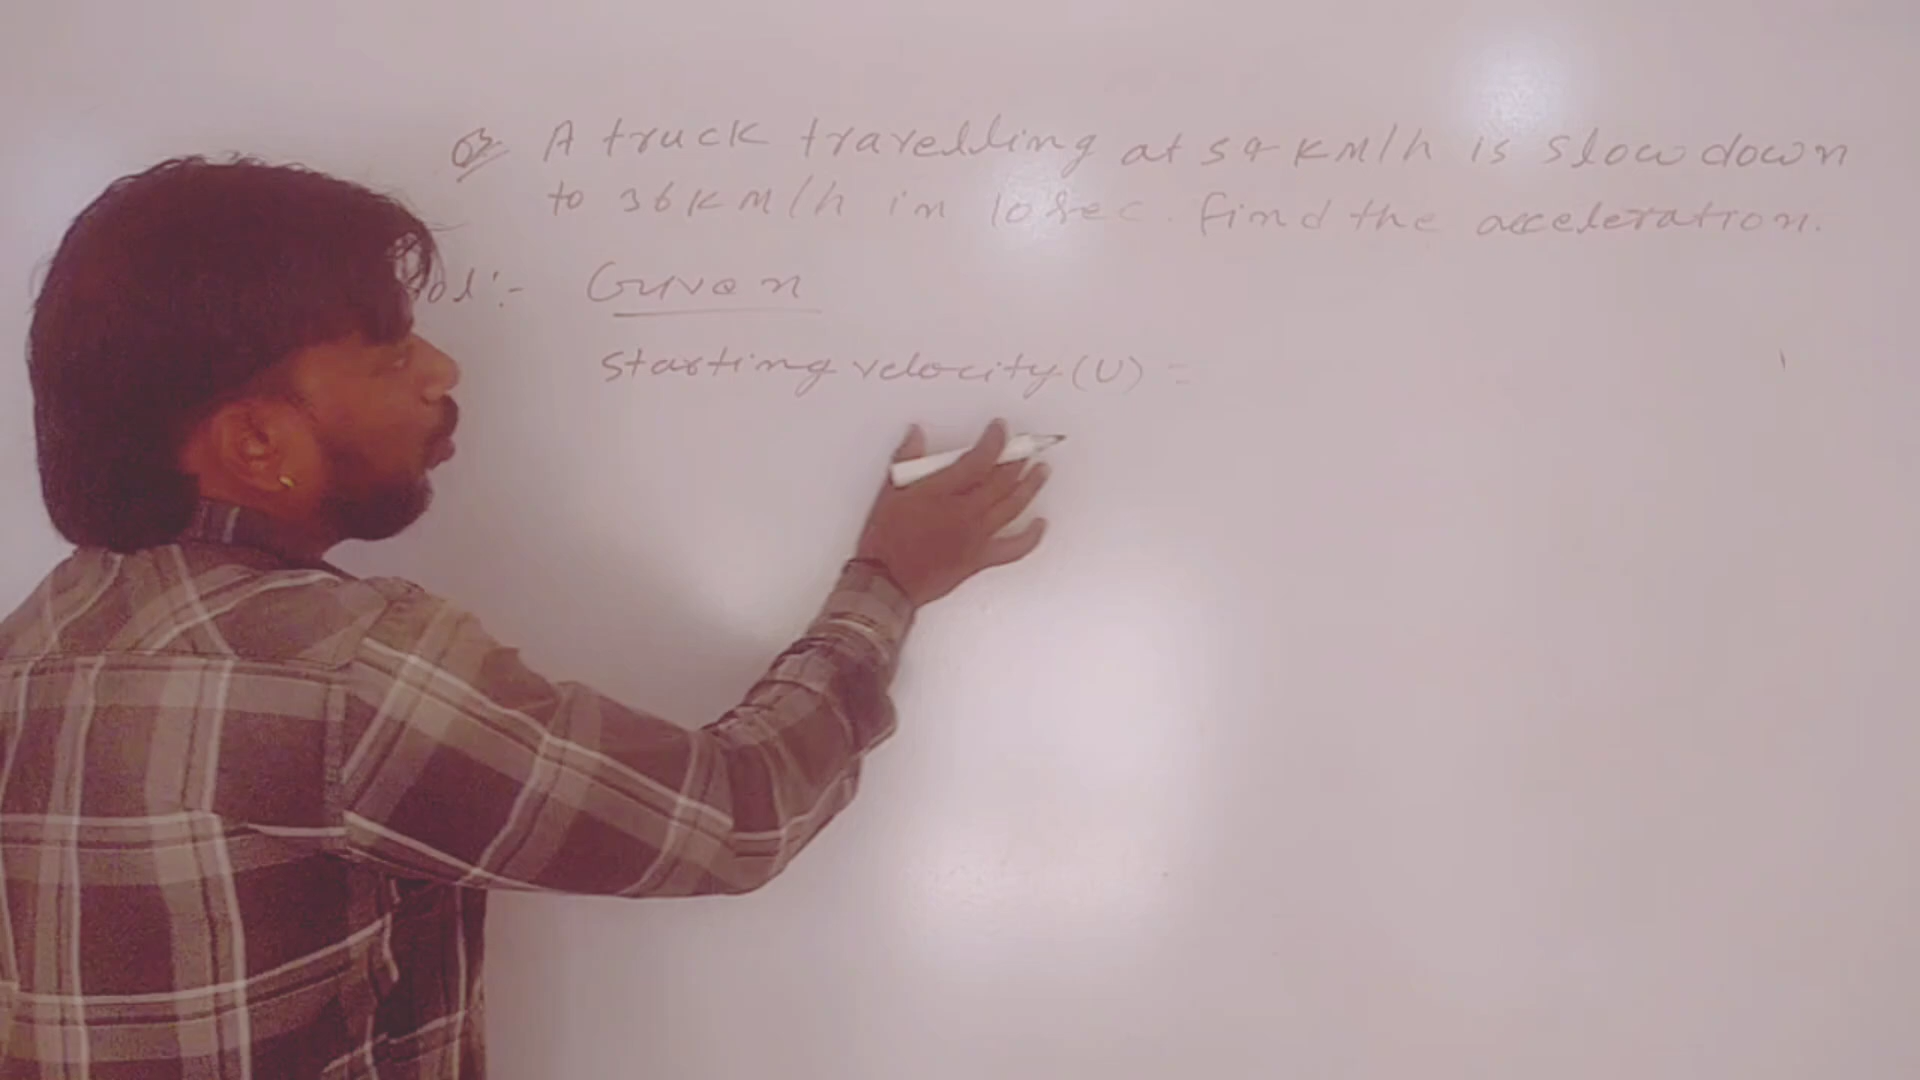 Q3 A truck travelling at 54 KM/h is slow down
to 36 KM/h in 10 sec. find the acceleration.
Sol:- Given
Starting velocity (U) =